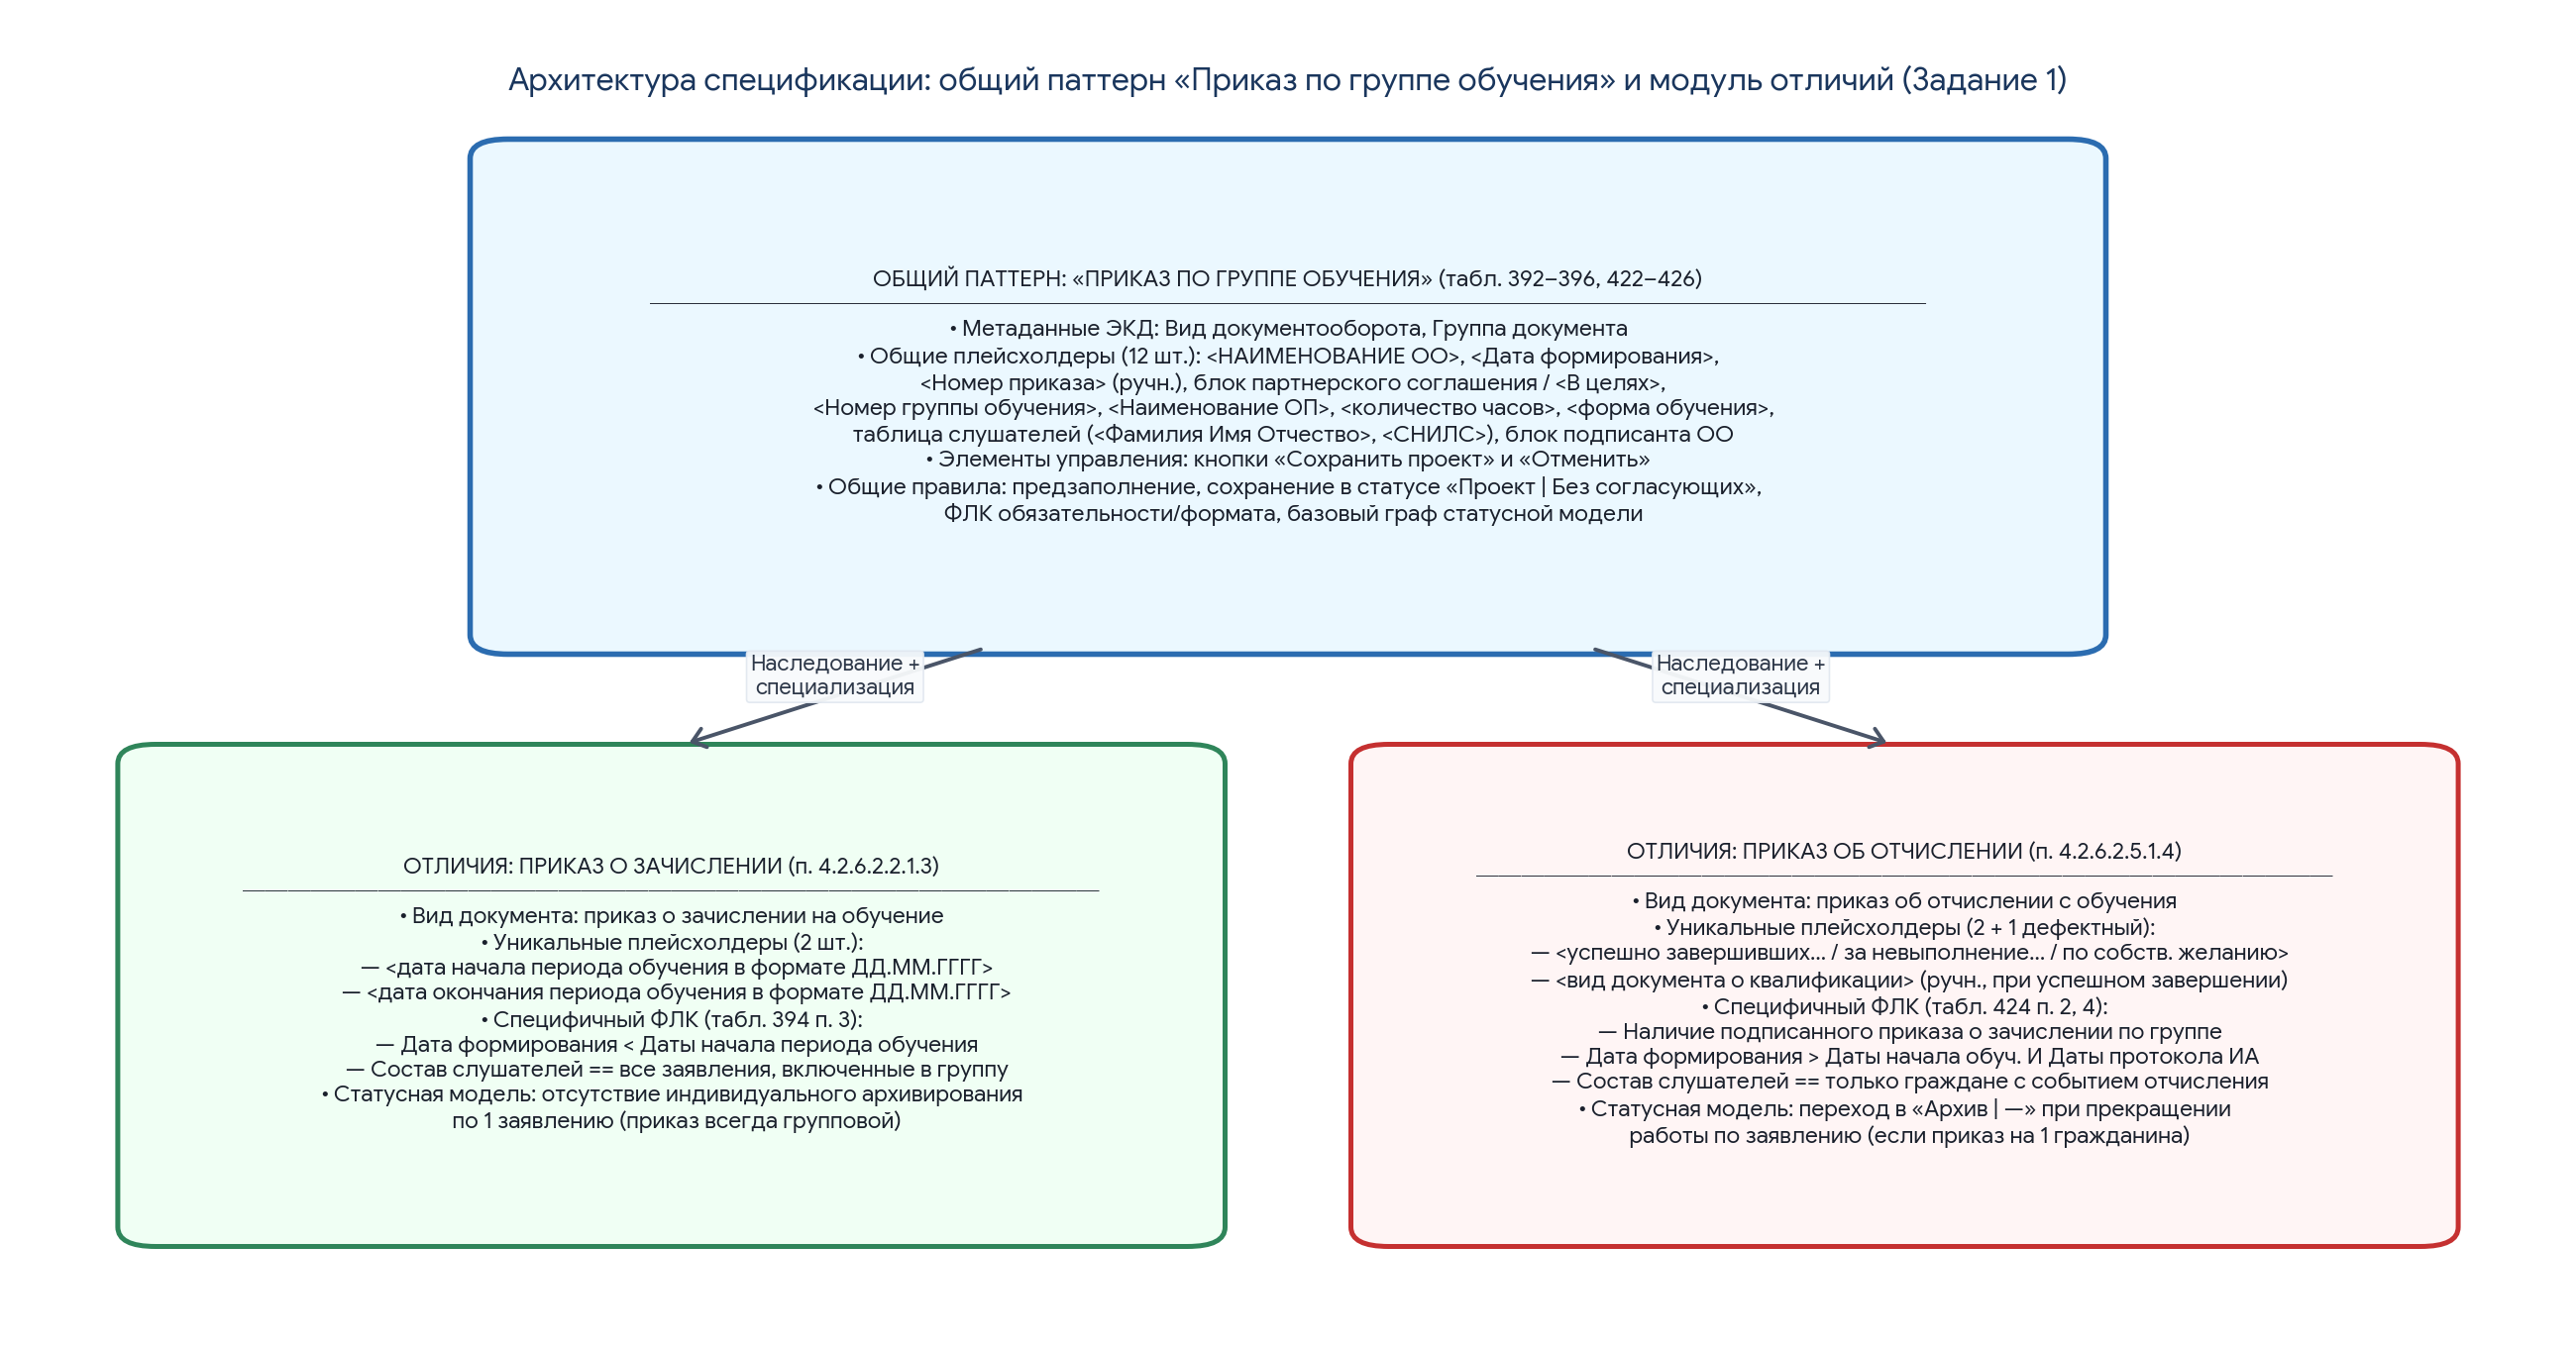 Архитектура спецификации: общий паттерн «Приказ по группе обучения» и модуль отличий (Задание 1)
ОБЩИЙ ПАТТЕРН: «ПРИКАЗ ПО ГРУППЕ ОБУЧЕНИЯ» (табл. 392–396, 422–426)
• Метаданные ЭКД: Вид документооборота, Группа документа
• Общие плейсхолдеры (12 шт.): <НАИМЕНОВАНИЕ ОО>, <Дата формирования>,
<Номер приказа> (ручн.), блок партнерского соглашения / <В целях>,
<Номер группы обучения>, <Наименование ОП>, <количество часов>, <форма обучения>,
таблица слушателей (<Фамилия Имя Отчество>, <СНИЛС>), блок подписанта ОО
• Элементы управления: кнопки «Сохранить проект» и «Отменить»
• Общие правила: предзаполнение, сохранение в статусе «Проект | Без согласующих»,
ФЛК обязательности/формата, базовый граф статусной модели
Наследование +
специализация
Наследование +
специализация
ОТЛИЧИЯ: ПРИКАЗ О ЗАЧИСЛЕНИИ (п. 4.2.6.2.2.1.3)
• Вид документа: приказ о зачислении на обучение
• Уникальные плейсхолдеры (2 шт.):
— <дата начала периода обучения в формате ДД.ММ.ГГГГ>
— <дата окончания периода обучения в формате ДД.ММ.ГГГГ>
• Специфичный ФЛК (табл. 394 п. 3):
— Дата формирования < Даты начала периода обучения
— Состав слушателей == все заявления, включенные в группу
• Статусная модель: отсутствие индивидуального архивирования
по 1 заявлению (приказ всегда групповой)
ОТЛИЧИЯ: ПРИКАЗ ОБ ОТЧИСЛЕНИИ (п. 4.2.6.2.5.1.4)
• Вид документа: приказ об отчислении с обучения
• Уникальные плейсхолдеры (2 + 1 дефектный):
— <успешно завершивших... / за невыполнение... / по собств. желанию>
— <вид документа о квалификации> (ручн., при успешном завершении)
• Специфичный ФЛК (табл. 424 п. 2, 4):
— Наличие подписанного приказа о зачислении по группе
— Дата формирования > Даты начала обуч. И Даты протокола ИА
— Состав слушателей == только граждане с событием отчисления
• Статусная модель: переход в «Архив | —» при прекращении
работы по заявлению (если приказ на 1 гражданина)